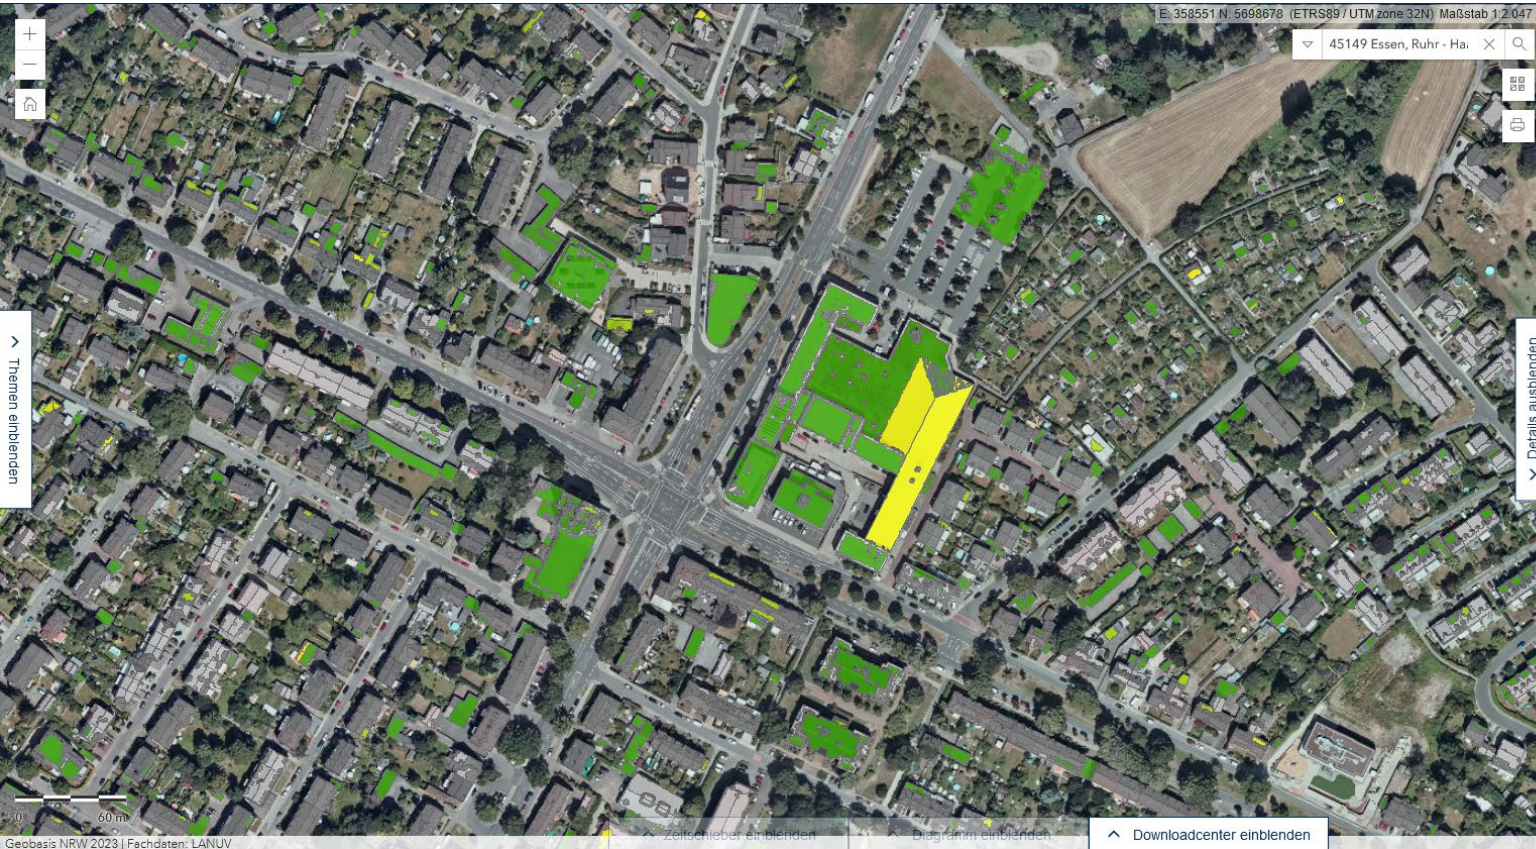 E: 358551 N: 5698678 (ETRS89 / UTM zone 32N) Maßstab 1:2.047
45149 Essen, Ruhr - Haa
Themen einblenden
Details ausblenden
0 60 m
Zeitschieber einblenden
Diagramm einblenden
Downloadcenter einblenden
Geobasis NRW 2023 | Fachdaten: LANUV